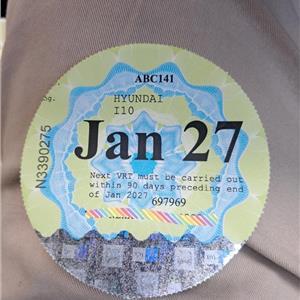 ABC141
HYUNDAI
I10
Jan 27
Next VRT must be carried out
within 90 days preceding end
of Jan 2027
697969
N3390275